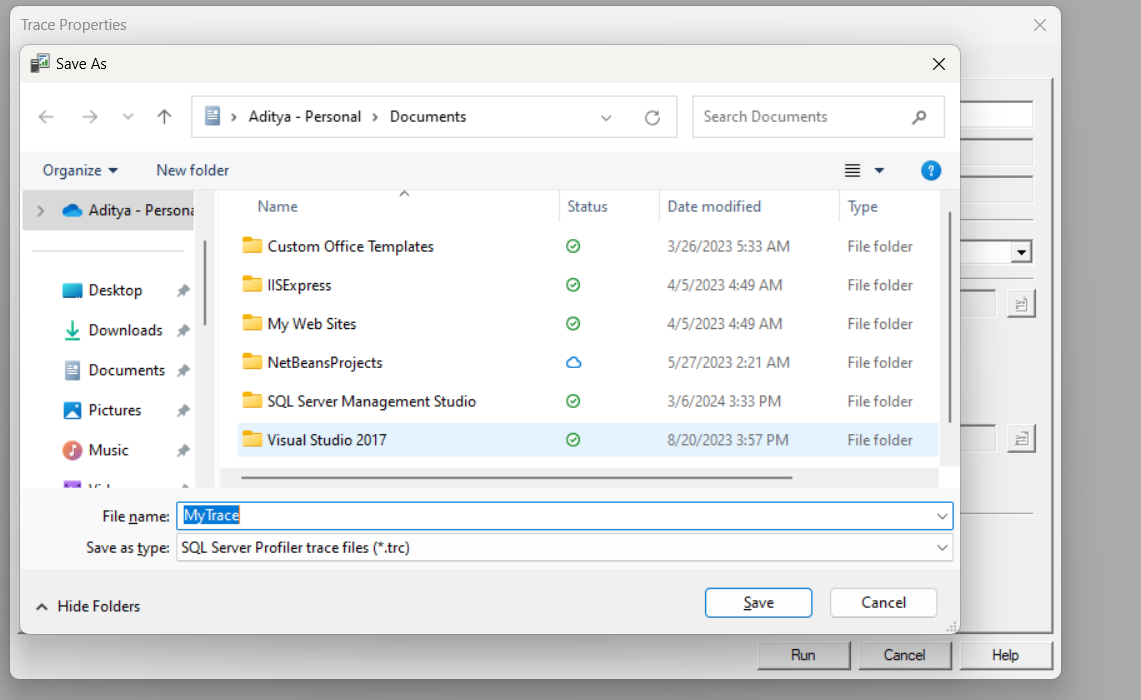 Trace Properties
Save As
Aditya - Personal > Documents
Search Documents
Organize
New folder
Aditya - Persona
Desktop
Downloads
Documents
Pictures
Music
Name Status Date modified Type
Custom Office Templates 3/26/2023 5:33 AM File folder
IISExpress 4/5/2023 4:49 AM File folder
My Web Sites 4/5/2023 4:49 AM File folder
NetBeansProjects 5/27/2023 2:21 AM File folder
SQL Server Management Studio 3/6/2024 3:33 PM File folder
Visual Studio 2017 8/20/2023 3:57 PM File folder
File name: MyTrace
Save as type: SQL Server Profiler trace files (*.trc)
Hide Folders
Save
Cancel
Run
Cancel
Help